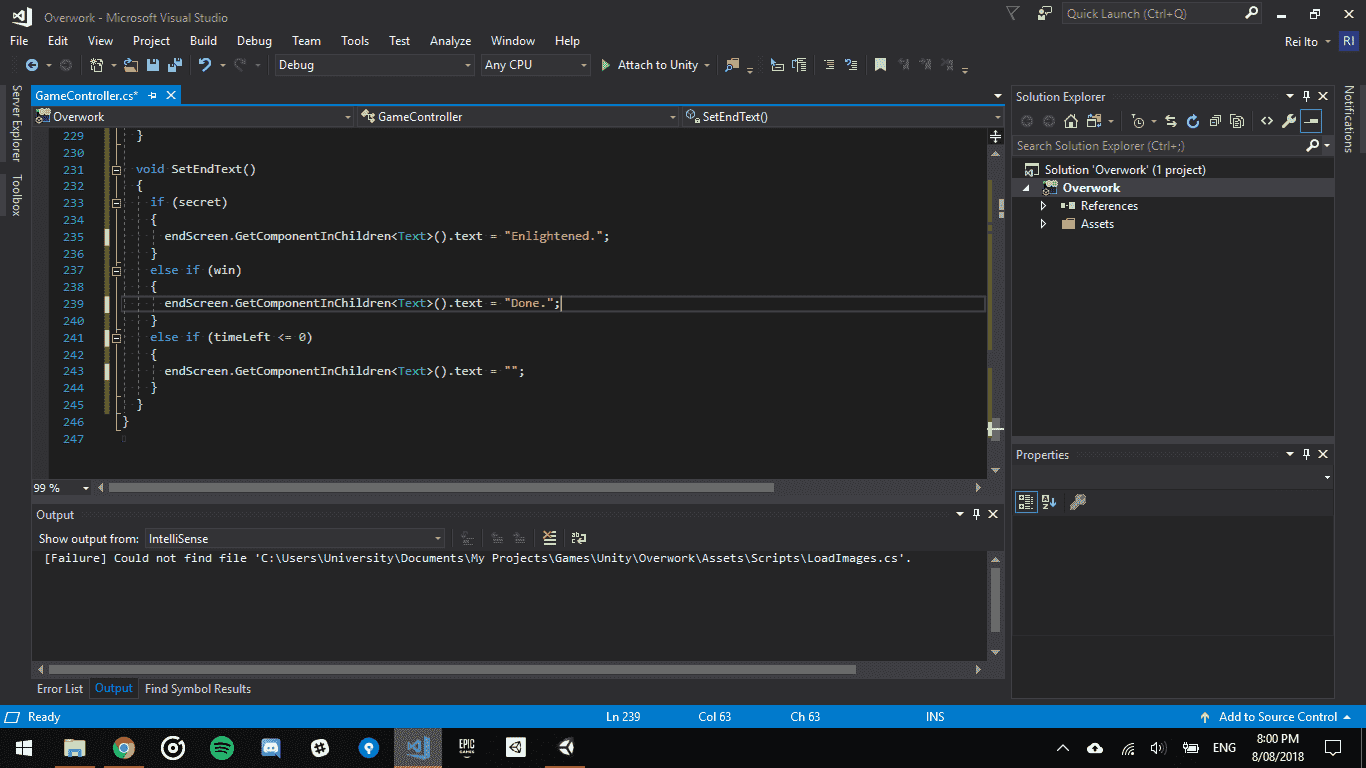 Overwork - Microsoft Visual Studio
Quick Launch (Ctrl+Q)
File Edit View Project Build Debug Team Tools Test Analyze Window Help
Rei Ito RI
Debug Any CPU Attach to Unity
Server Explorer
Toolbox
GameController.cs*
Overwork GameController SetEndText()
229 }
230
231 void SetEndText()
232 {
233 if (secret)
234 {
235 endScreen.GetComponentInChildren<Text>().text = "Enlightened.";
236 }
237 else if (win)
238 {
239 endScreen.GetComponentInChildren<Text>().text = "Done.";
240 }
241 else if (timeLeft <= 0)
242 {
243 endScreen.GetComponentInChildren<Text>().text = "";
244 }
245 }
246 }
247
99 %
Output
Show output from: IntelliSense
[Failure] Could not find file 'C:\Users\University\Documents\My Projects\Games\Unity\Overwork\Assets\Scripts\LoadImages.cs'.
Error List Output Find Symbol Results
Solution Explorer
Search Solution Explorer (Ctrl+;)
Solution 'Overwork' (1 project)
Overwork
References
Assets
Properties
Notifications
Ready Ln 239 Col 63 Ch 63 INS Add to Source Control
EPIC
GAMES
ENG
8:00 PM
8/08/2018